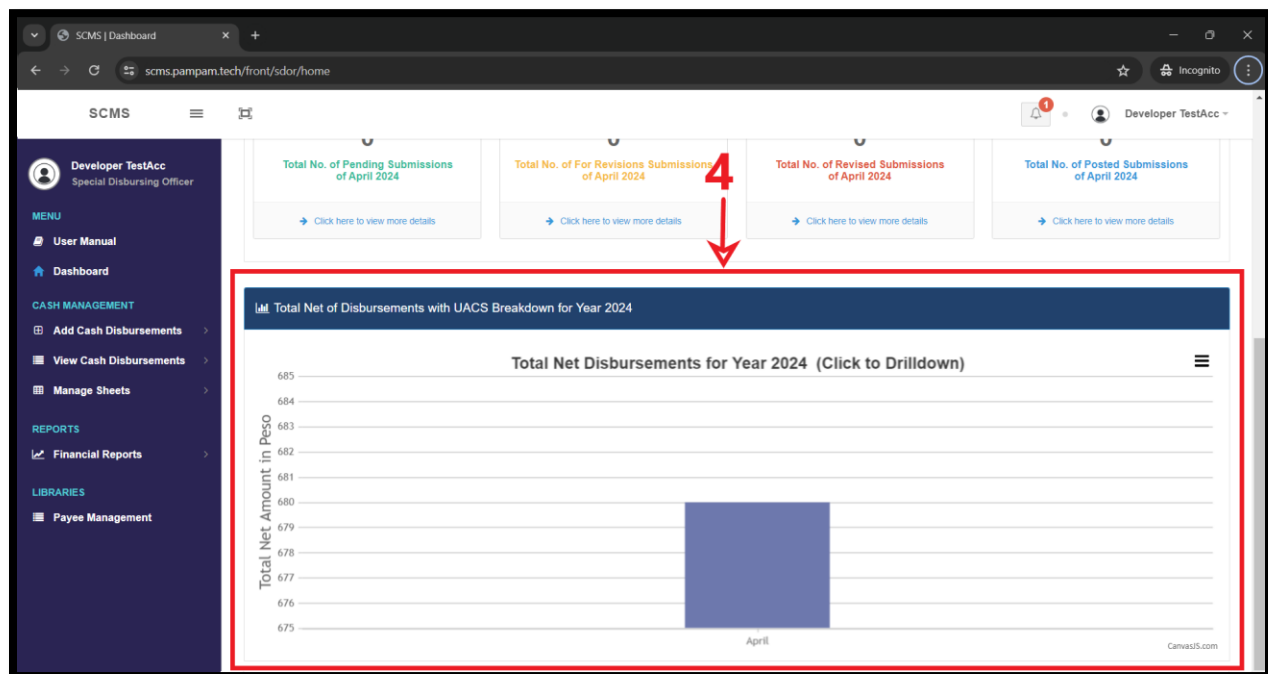 SCMS | Dashboard
scms.pampam.tech/front/sdor/home
Incognito
SCMS
1
Developer TestAcc
Developer TestAcc
Special Disbursing Officer
MENU
User Manual
Dashboard
CASH MANAGEMENT
Add Cash Disbursements
View Cash Disbursements
Manage Sheets
REPORTS
Financial Reports
LIBRARIES
Payee Management
Total No. of Pending Submissions
of April 2024
Click here to view more details
Total No. of For Revisions Submissions
of April 2024
Click here to view more details
Total No. of Revised Submissions
of April 2024
Click here to view more details
Total No. of Posted Submissions
of April 2024
Click here to view more details
4
Total Net of Disbursements with UACS Breakdown for Year 2024
Total Net Disbursements for Year 2024 (Click to Drilldown)
Total Net Amount in Peso
685
684
683
682
681
680
679
678
677
676
675
April
CanvasJS.com